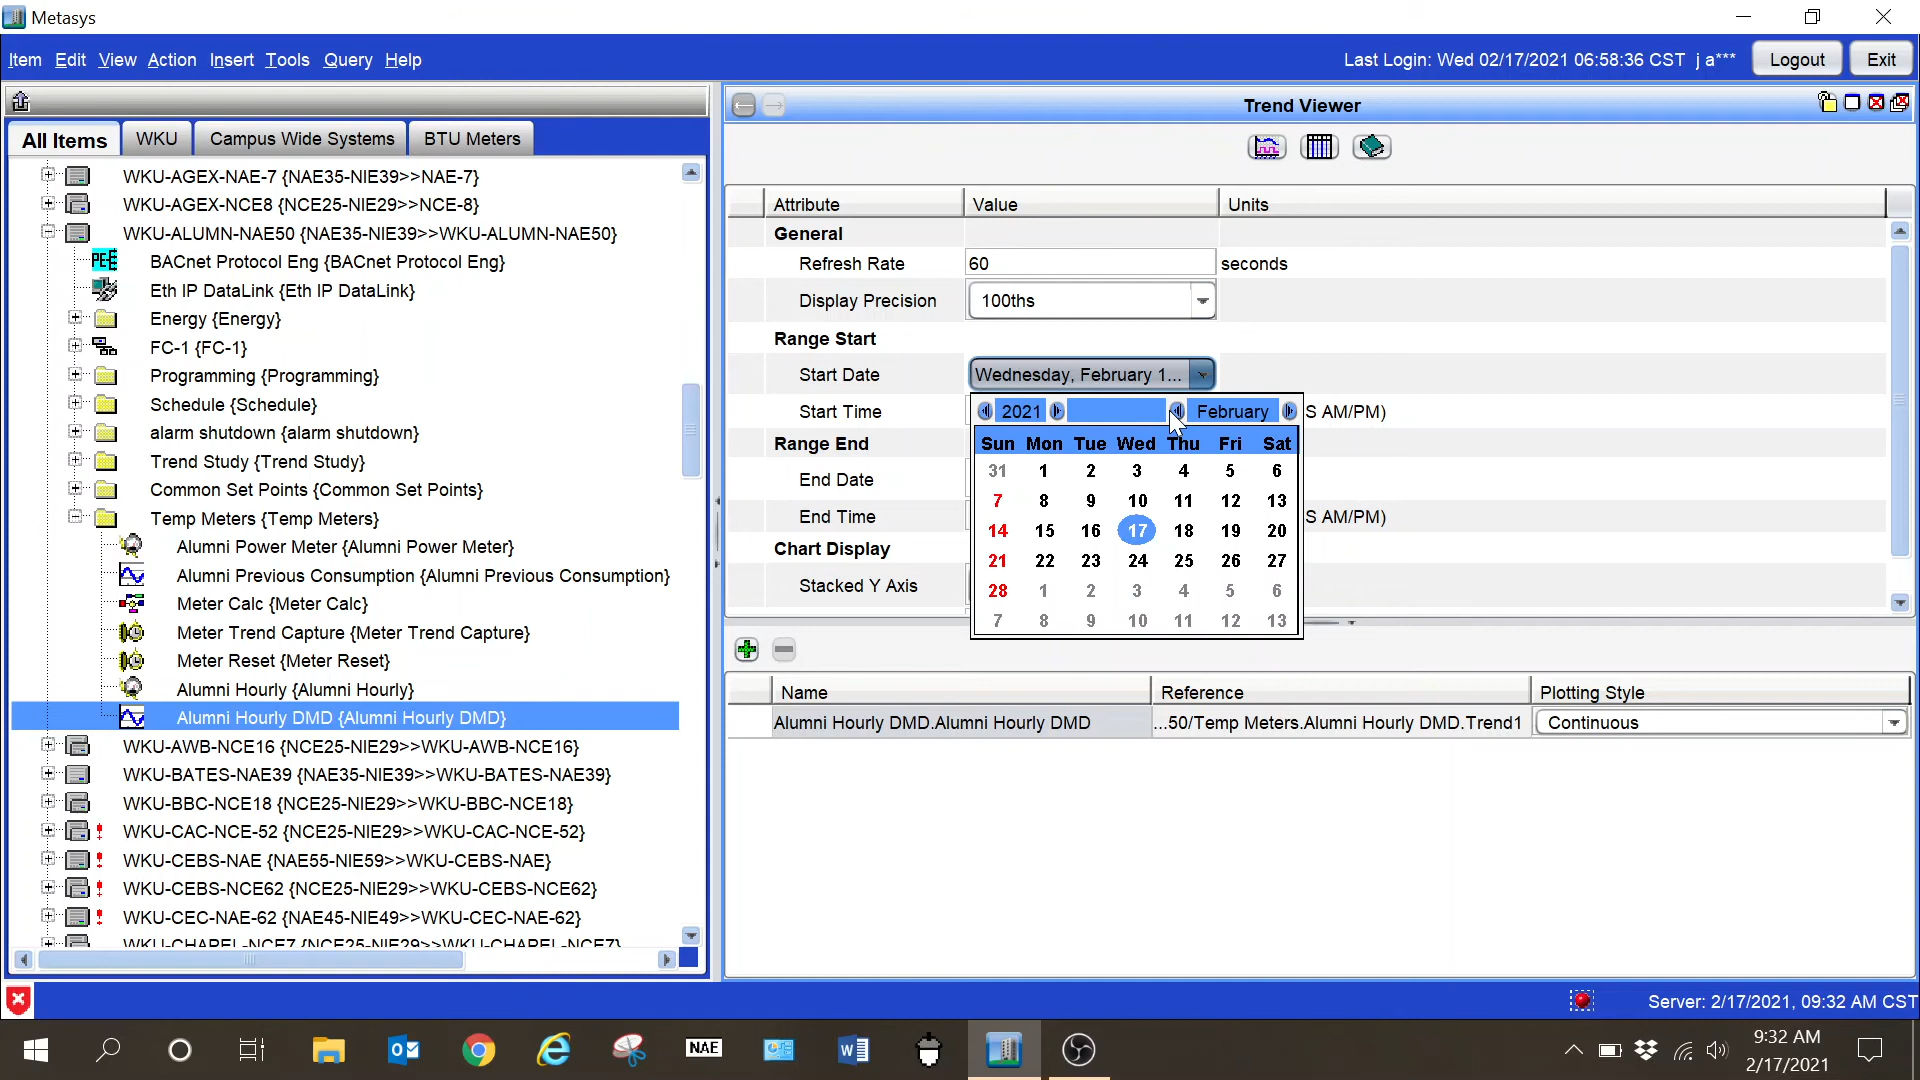 Metasys
Item Edit View Action Insert Tools Query Help
Last Login: Wed 02/17/2021 06:58:36 CST j a***
Logout
Exit
All Items
WKU
Campus Wide Systems
BTU Meters
WKU-AGEX-NAE-7 {NAE35-NIE39>>NAE-7}
WKU-AGEX-NCE8 {NCE25-NIE29>>NCE-8}
WKU-ALUMN-NAE50 {NAE35-NIE39>>WKU-ALUMN-NAE50}
BACnet Protocol Eng {BACnet Protocol Eng}
Eth IP DataLink {Eth IP DataLink}
Energy {Energy}
FC-1 {FC-1}
Programming {Programming}
Schedule {Schedule}
alarm shutdown {alarm shutdown}
Trend Study {Trend Study}
Common Set Points {Common Set Points}
Temp Meters {Temp Meters}
Alumni Power Meter {Alumni Power Meter}
Alumni Previous Consumption {Alumni Previous Consumption}
Meter Calc {Meter Calc}
Meter Trend Capture {Meter Trend Capture}
Meter Reset {Meter Reset}
Alumni Hourly {Alumni Hourly}
Alumni Hourly DMD {Alumni Hourly DMD}
WKU-AWB-NCE16 {NCE25-NIE29>>WKU-AWB-NCE16}
WKU-BATES-NAE39 {NAE35-NIE39>>WKU-BATES-NAE39}
WKU-BBC-NCE18 {NCE25-NIE29>>WKU-BBC-NCE18}
WKU-CAC-NCE-52 {NCE25-NIE29>>WKU-CAC-NCE-52}
WKU-CEBS-NAE {NAE55-NIE59>>WKU-CEBS-NAE}
WKU-CEBS-NCE62 {NCE25-NIE29>>WKU-CEBS-NCE62}
WKU-CEC-NAE-62 {NAE45-NIE49>>WKU-CEC-NAE-62}
WKU-CHAPEL-NCE7 {NCE25-NIE29>>WKU-CHAPEL-NCE7}
Trend Viewer
Attribute Value Units
General
Refresh Rate 60 seconds
Display Precision 100ths
Range Start
Start Date Wednesday, February 1...
Start Time S AM/PM)
Range End
End Date
End Time S AM/PM)
Chart Display
Stacked Y Axis
2021 February
Sun Mon Tue Wed Thu Fri Sat
31 1 2 3 4 5 6
7 8 9 10 11 12 13
14 15 16 17 18 19 20
21 22 23 24 25 26 27
28 1 2 3 4 5 6
7 8 9 10 11 12 13
Name Reference Plotting Style
Alumni Hourly DMD.Alumni Hourly DMD ...50/Temp Meters.Alumni Hourly DMD.Trend1 Continuous
Server: 2/17/2021, 09:32 AM CST
NAE
9:32 AM
2/17/2021